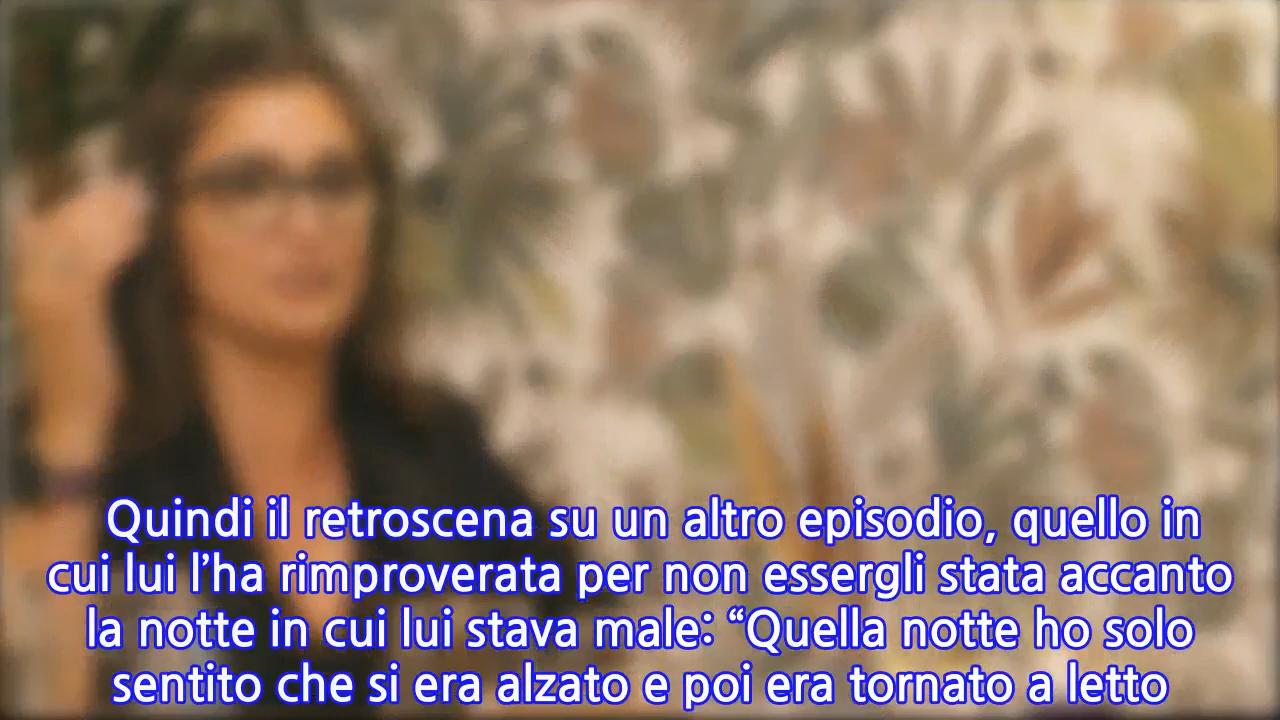 Quindi il retroscena su un altro episodio, quello in
cui lui l’ha rimproverata per non essergli stata accanto
la notte in cui lui stava male: “Quella notte ho solo
sentito che si era alzato e poi era tornato a letto